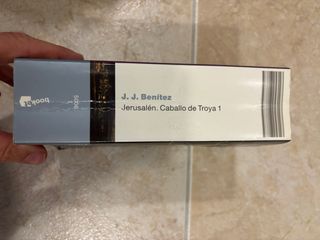 J. J. Benítez
Jerusalén. Caballo de Troya 1
booket